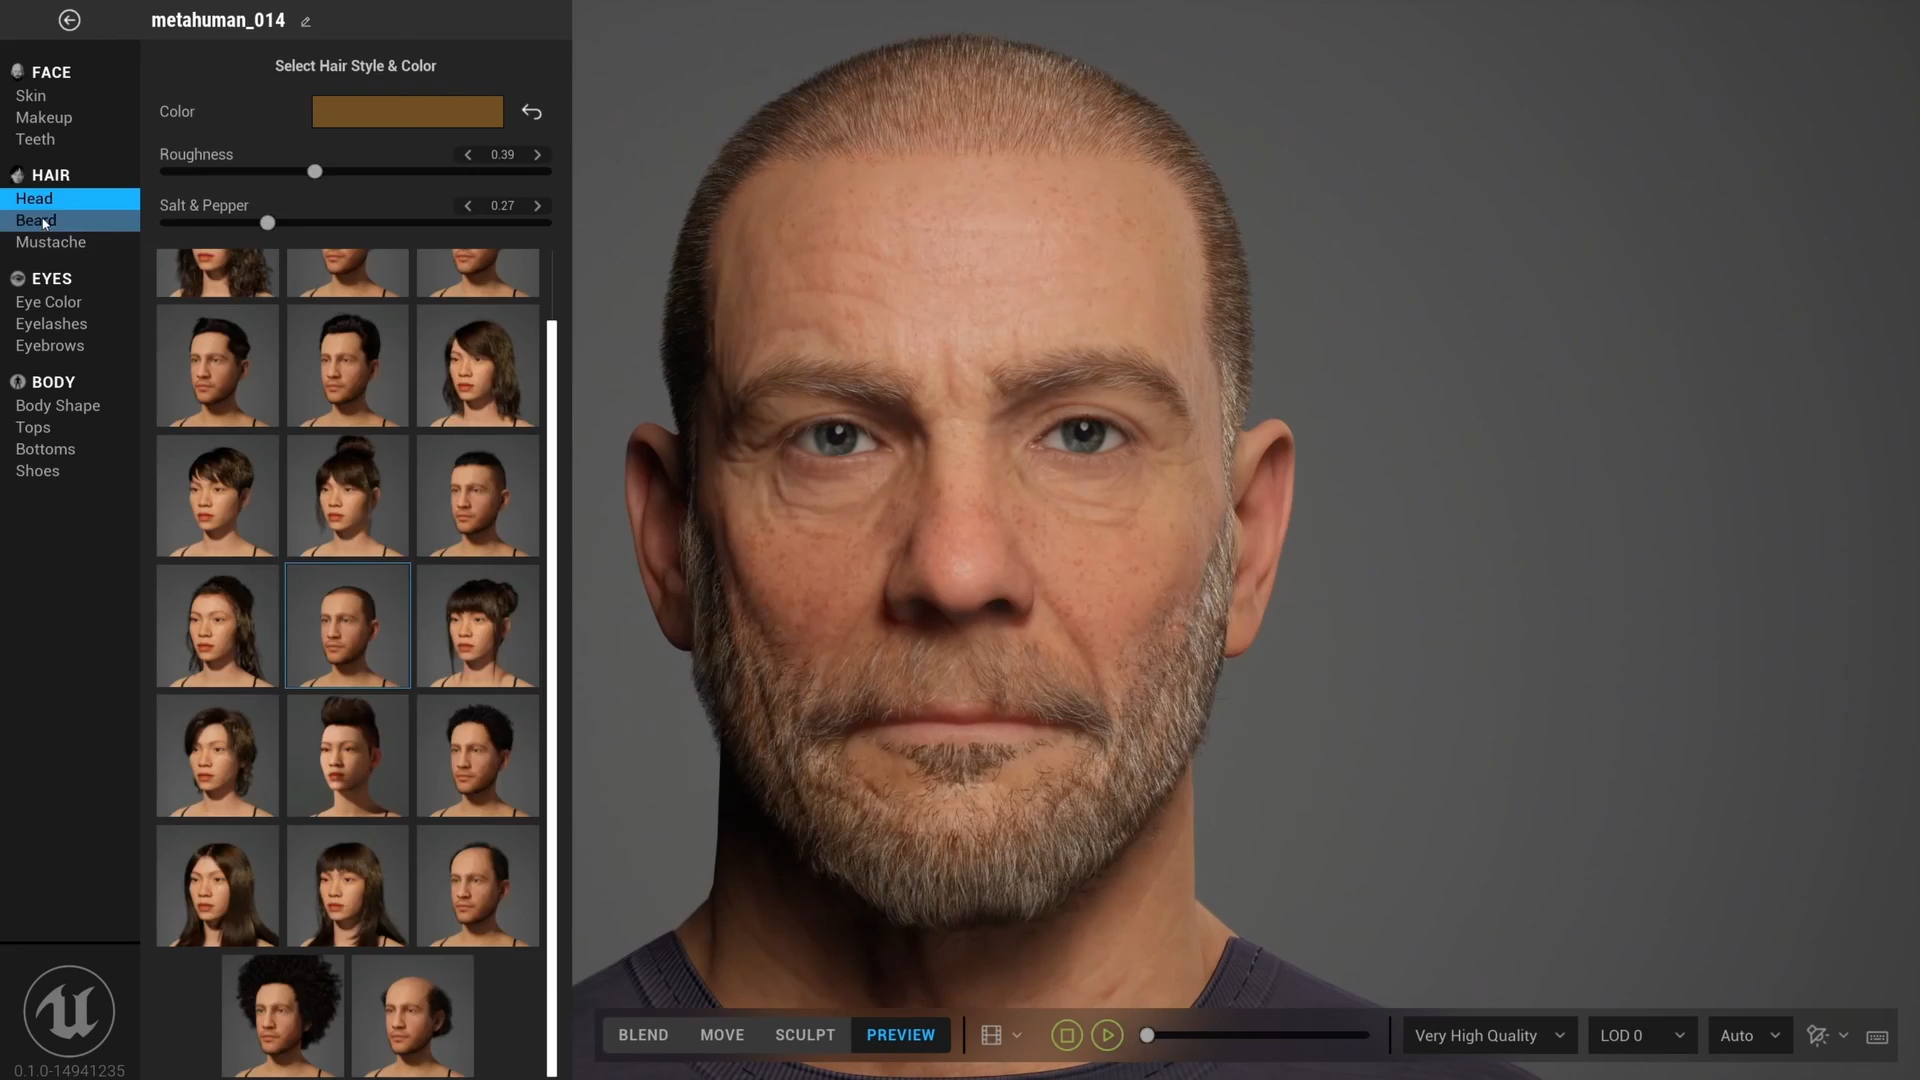 metahuman_014
FACE
Skin
Makeup
Teeth
HAIR
Head
Beard
Mustache
EYES
Eye Color
Eyelashes
Eyebrows
BODY
Body Shape
Tops
Bottoms
Shoes
0.1.0-14941235
Select Hair Style & Color
Color
Roughness 0.39
Salt & Pepper 0.27
BLEND MOVE SCULPT PREVIEW Very High Quality LOD 0 Auto